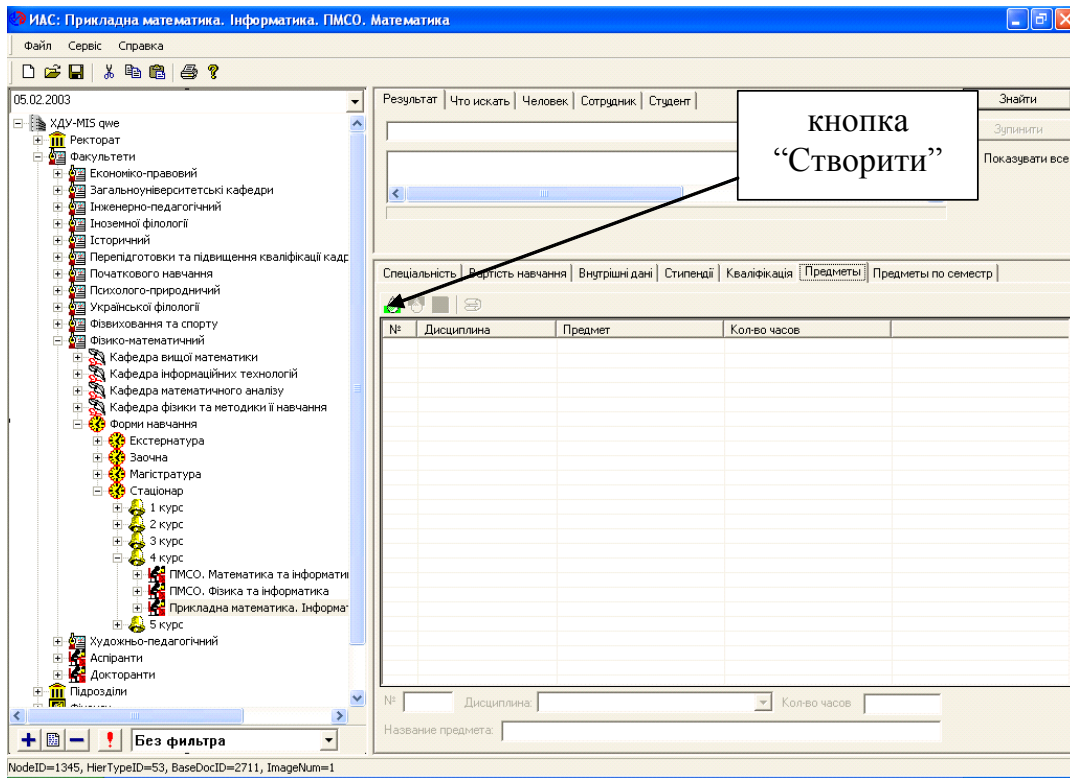 ИАС: Прикладна математика. Інформатика. ПМСО. Математика
Файл Сервіс Справка
05.02.2003
ХДУ-MIS qwe
Ректорат
Факультети
Економіко-правовий
Загальноуніверситетські кафедри
Інженерно-педагогічний
Іноземної філології
Історичний
Перепідготовки та підвищення кваліфікації кадр
Початкового навчання
Психолого-природничий
Української філології
Фізвиховання та спорту
Фізико-математичний
Кафедра вищої математики
Кафедра інформаційних технологій
Кафедра математичного аналізу
Кафедра фізики та методики її навчання
Форми навчання
Екстернатура
Заочна
Магістратура
Стаціонар
1 курс
2 курс
3 курс
4 курс
ПМСО. Математика та інформати
ПМСО. Фізика та інформатика
Прикладна математика. Інформат
5 курс
Художньо-педагогічний
Аспіранти
Докторанти
Підрозділи
Без фильтра
Результат Что искать Человек Сотрудник Студент
Знайти
Зупинити
Показувати все
кнопка
“Створити”
Спеціальність Вартість навчання Внутрішні дані Стипендії Кваліфікація Предметы Предметы по семестр
№ Дисциплина Предмет Кол-во часов
№ Дисциплина: Кол-во часов
Название предмета:
NodeID=1345, HierTypeID=53, BaseDocID=2711, ImageNum=1